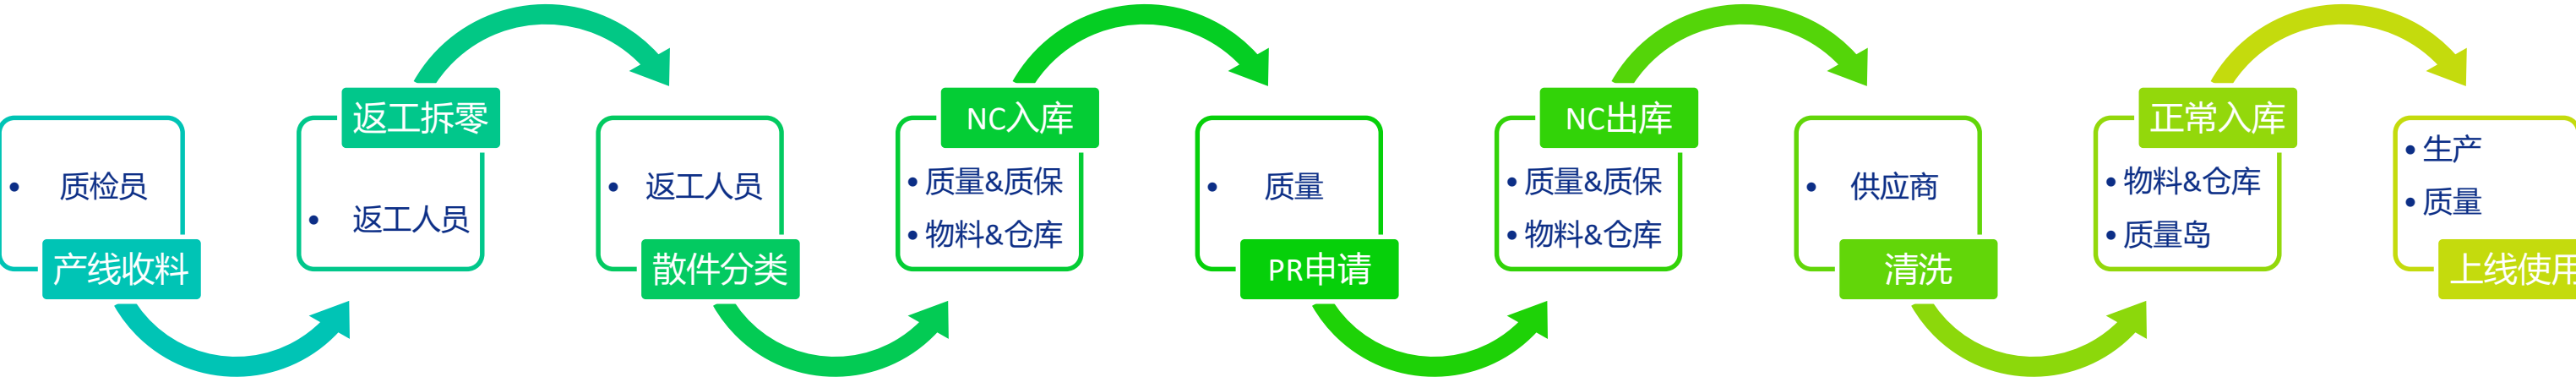 • 质检员
产线收料
返工拆零
• 返工人员
• 返工人员
散件分类
NC入库
• 质量&质保
• 物料&仓库
• 质量
PR申请
NC出库
• 质量&质保
• 物料&仓库
• 供应商
清洗
正常入库
• 物料&仓库
• 质量岛
• 生产
• 质量
上线使用